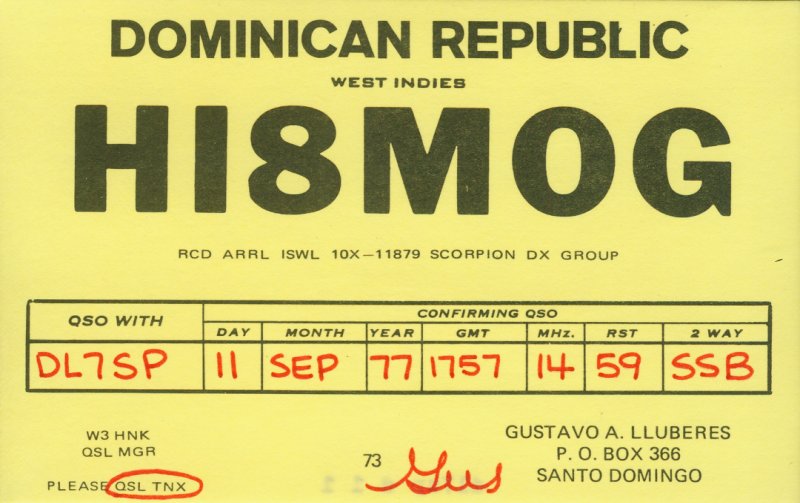 DOMINICAN REPUBLIC
WEST INDIES
HI8MOG
RCD ARRL ISWL 10X-11879 SCORPION DX GROUP
QSO WITH
CONFIRMING QSO
DAY MONTH YEAR GMT MHz. RST 2 WAY
DL7SP 11 SEP 77 1757 14 59 SSB
W3 HNK
QSL MGR
PLEASE QSL TNX
73 Gus
GUSTAVO A. LLUBERES
P. O. BOX 366
SANTO DOMINGO